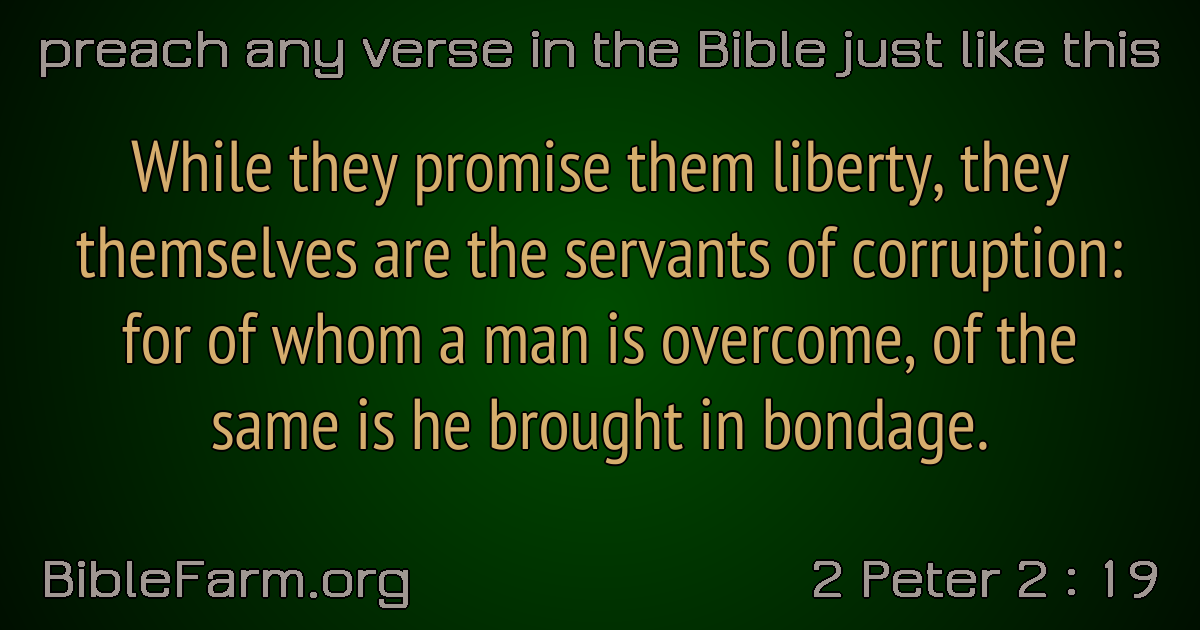 preach any verse in the Bible just like this
While they promise them liberty, they
themselves are the servants of corruption:
for of whom a man is overcome, of the
same is he brought in bondage.
BibleFarm.org
2 Peter 2 : 19